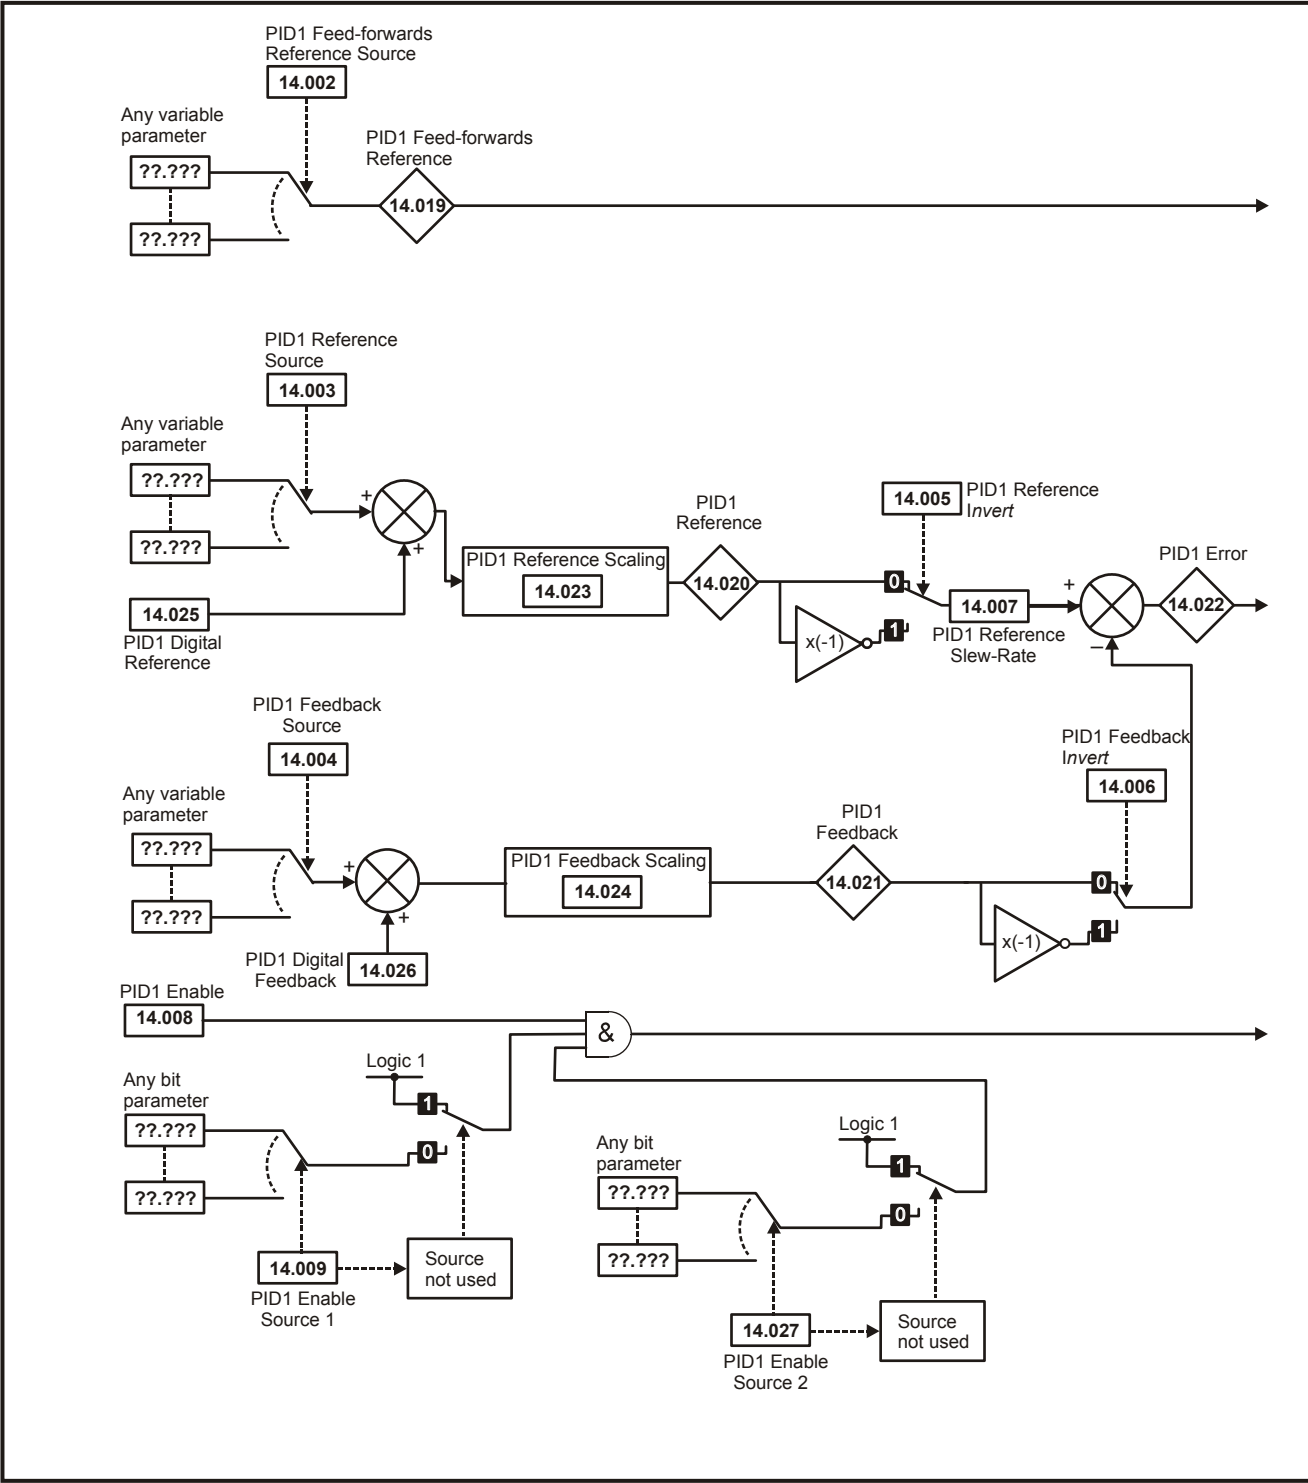 PID1 Feed-forwards
Reference Source
14.002
Any variable
parameter
??.???
??.???
PID1 Feed-forwards
Reference
14.019
PID1 Reference
Source
14.003
Any variable
parameter
??.???
??.???
+
+
14.025
PID1 Digital
Reference
PID1 Reference Scaling
14.023
PID1
Reference
14.020
14.005
PID1 Reference
Invert
0
1
x(-1)
14.007
PID1 Reference
Slew-Rate
+
–
PID1 Error
14.022
PID1 Feedback
Source
14.004
Any variable
parameter
??.???
??.???
+
+
PID1 Digital
Feedback
14.026
PID1 Feedback Scaling
14.024
PID1
Feedback
14.021
PID1 Feedback
Invert
14.006
0
1
x(-1)
PID1 Enable
14.008
&
Logic 1
1
0
Any bit
parameter
??.???
??.???
14.009
PID1 Enable
Source 1
Source
not used
Any bit
parameter
??.???
??.???
Logic 1
1
0
14.027
PID1 Enable
Source 2
Source
not used